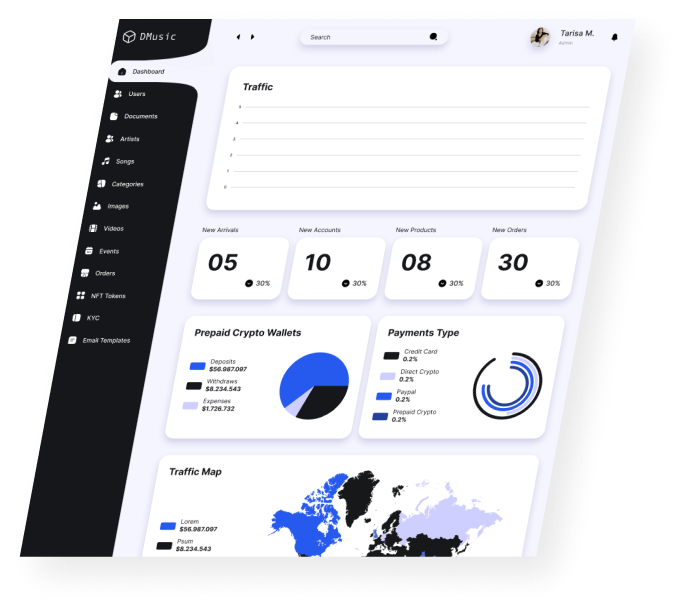 DMusic
Search
Tarisa M.
Admin
Dashboard
Users
Documents
Artists
Songs
Categories
Images
Videos
Events
Orders
NFT Tokens
KYC
Email Templates
Traffic
5
4
3
2
1
0
New Arrivals
05
30%
New Accounts
10
30%
New Products
08
30%
New Orders
30
30%
Prepaid Crypto Wallets
Deposits
$56.987.097
Withdraws
$8.234.543
Expenses
$1.726.732
Payments Type
Credit Card
0.2%
Direct Crypto
0.2%
Paypal
0.2%
Prepaid Crypto
0.2%
Traffic Map
Lorem
$56.987.097
Psum
$8.234.543